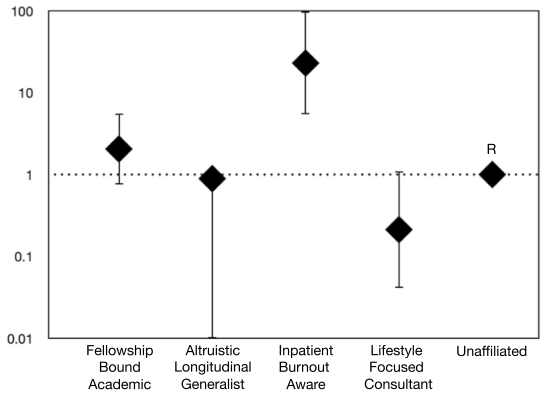 100
10
R
1
0.1
0.01
Fellowship
Bound
Academic
Altruistic
Longitudinal
Generalist
Inpatient
Burnout
Aware
Lifestyle
Focused
Consultant
Unaffiliated